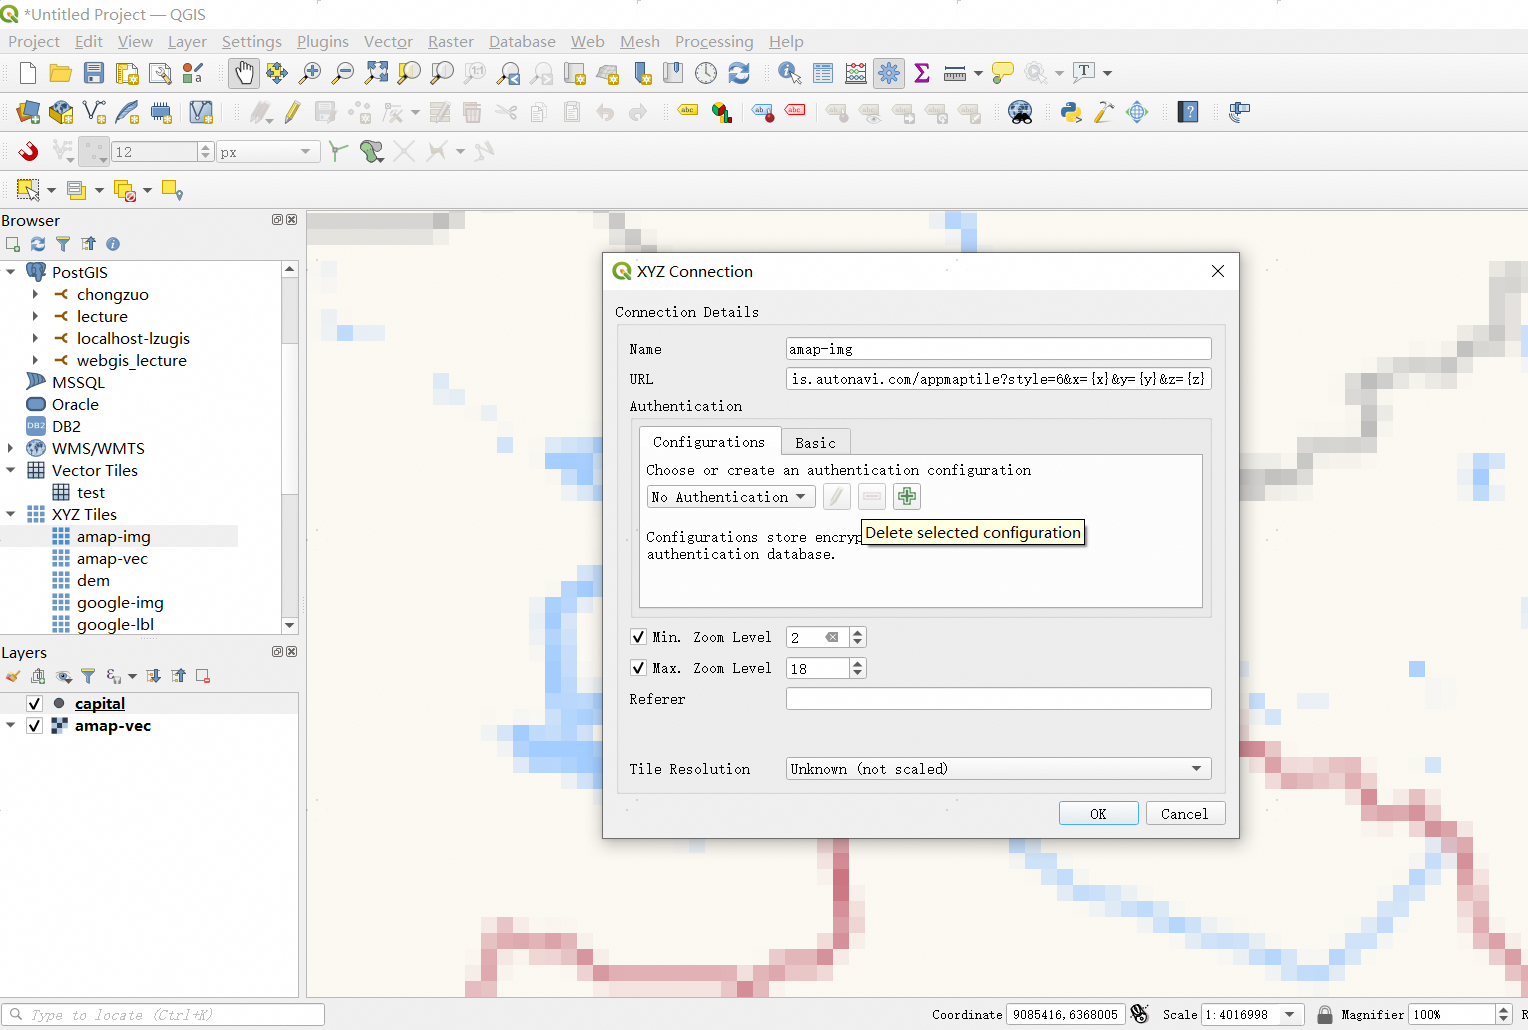 *Untitled Project — QGIS
Project Edit View Layer Settings Plugins Vector Raster Database Web Mesh Processing Help
12 px
Browser
PostGIS
chongzuo
lecture
localhost-lzugis
webgis_lecture
MSSQL
Oracle
DB2 DB2
WMS/WMTS
Vector Tiles
test
XYZ Tiles
amap-img
amap-vec
dem
google-img
google-lbl
Layers
capital
amap-vec
XYZ Connection
Connection Details
Name amap-img
URL is.autonavi.com/appmaptile?style=6&x={x}&y={y}&z={z}
Authentication
Configurations Basic
Choose or create an authentication configuration
No Authentication
Delete selected configuration
Configurations store encryp
authentication database.
Min. Zoom Level 2
Max. Zoom Level 18
Referer
Tile Resolution Unknown (not scaled)
OK Cancel
Type to locate (Ctrl+K)
Coordinate 9085416,6368005 Scale 1:4016998 Magnifier 100% R